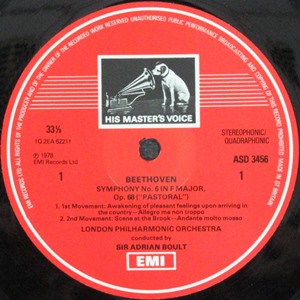 HIS MASTER'S VOICE
33⅓
STEREOPHONIC/
QUADRAPHONIC
ASD 3456
1
1
℗ 1978
EMI Records Ltd.
BEETHOVEN
SYMPHONY No. 6 IN F MAJOR,
Op. 68 ("PASTORAL")
1. 1st Movement: Awakening of pleasant feelings upon arriving in
the country – Allegro ma non troppo
2. 2nd Movement: Scene at the Brook – Andante molto mosso
LONDON PHILHARMONIC ORCHESTRA
conducted by
SIR ADRIAN BOULT
EMI